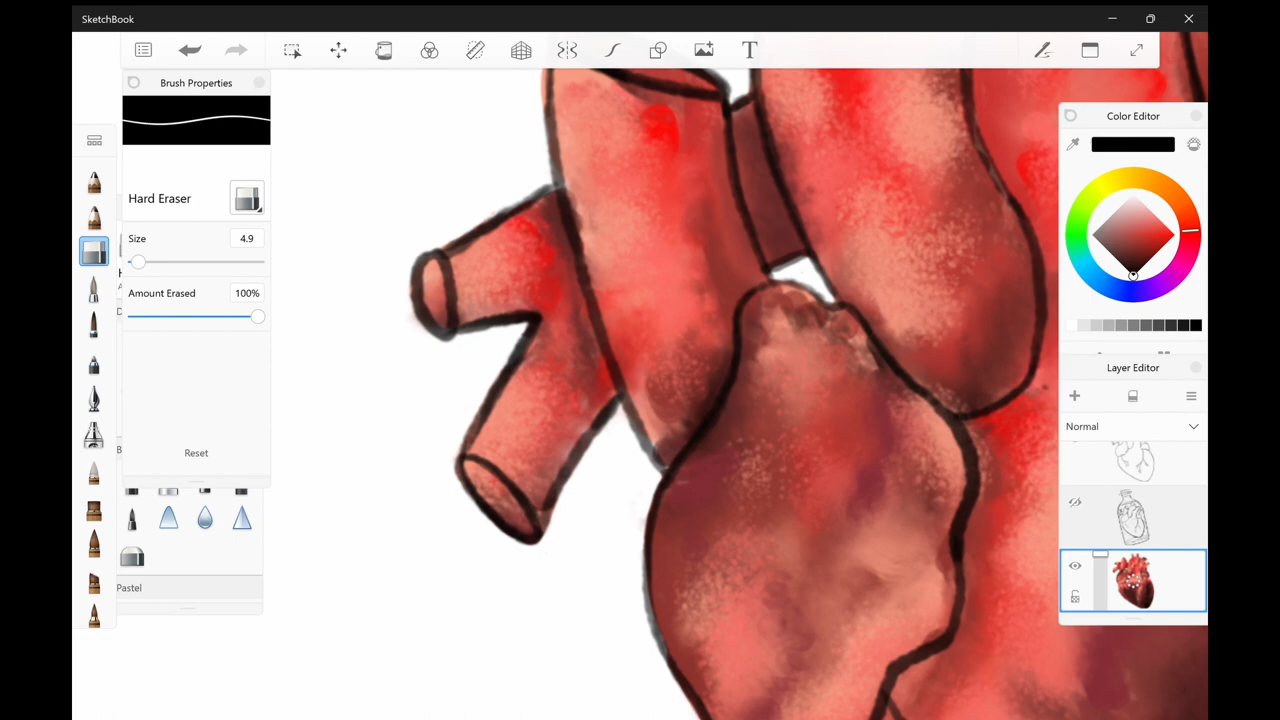 SketchBook
T
Brush Properties
Hard Eraser
Size
4.9
Amount Erased
100%
Reset
Pastel
Color Editor
Layer Editor
Normal